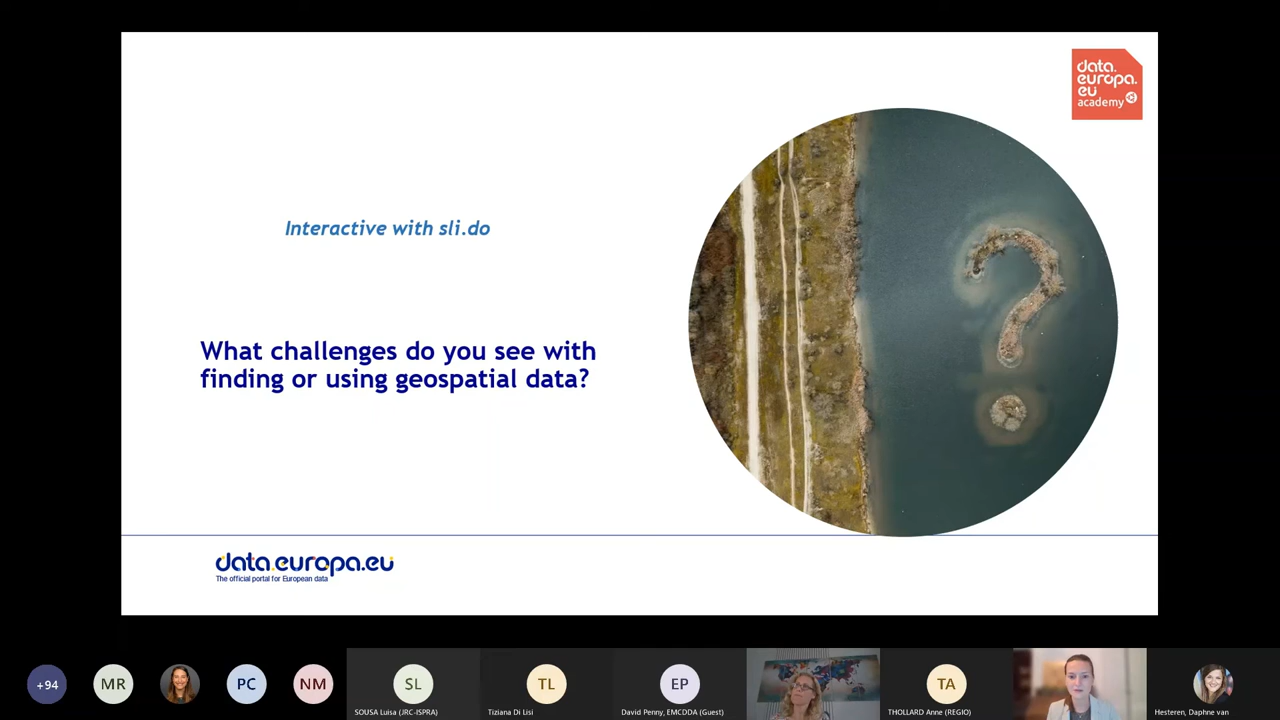 data.
europa.
eu
academy
Interactive with sli.do
What challenges do you see with
finding or using geospatial data?
data.europa.eu
The official portal for European data
+94
MR
PC
NM
SL
SOUSA Luisa (JRC-ISPRA)
TL
Tiziana Di Lisi
EP
David Penny, EMCDDA (Guest)
TA
THOLLARD Anne (REGIO)
Hesteren, Daphne van